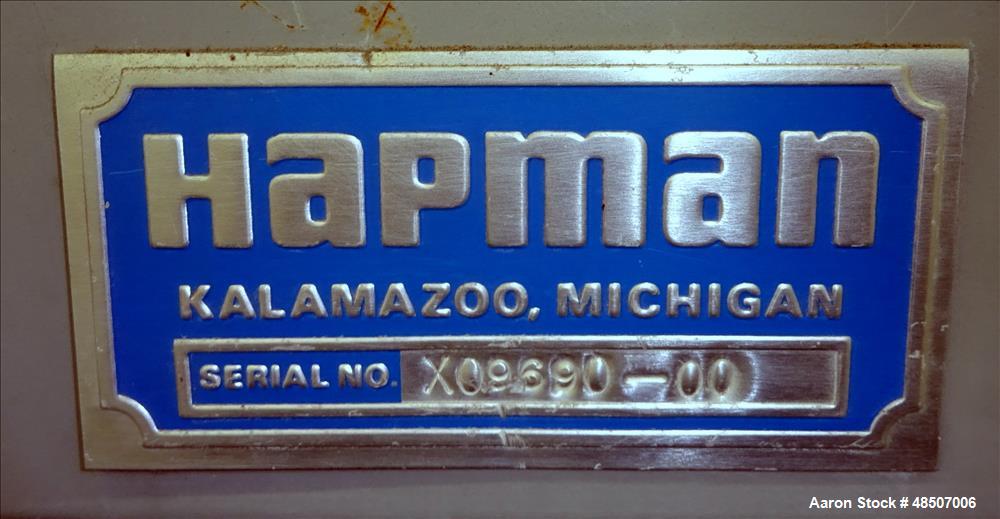 Hapman
KALAMAZOO, MICHIGAN
SERIAL NO. X09690-00
Aaron Stock # 48507006